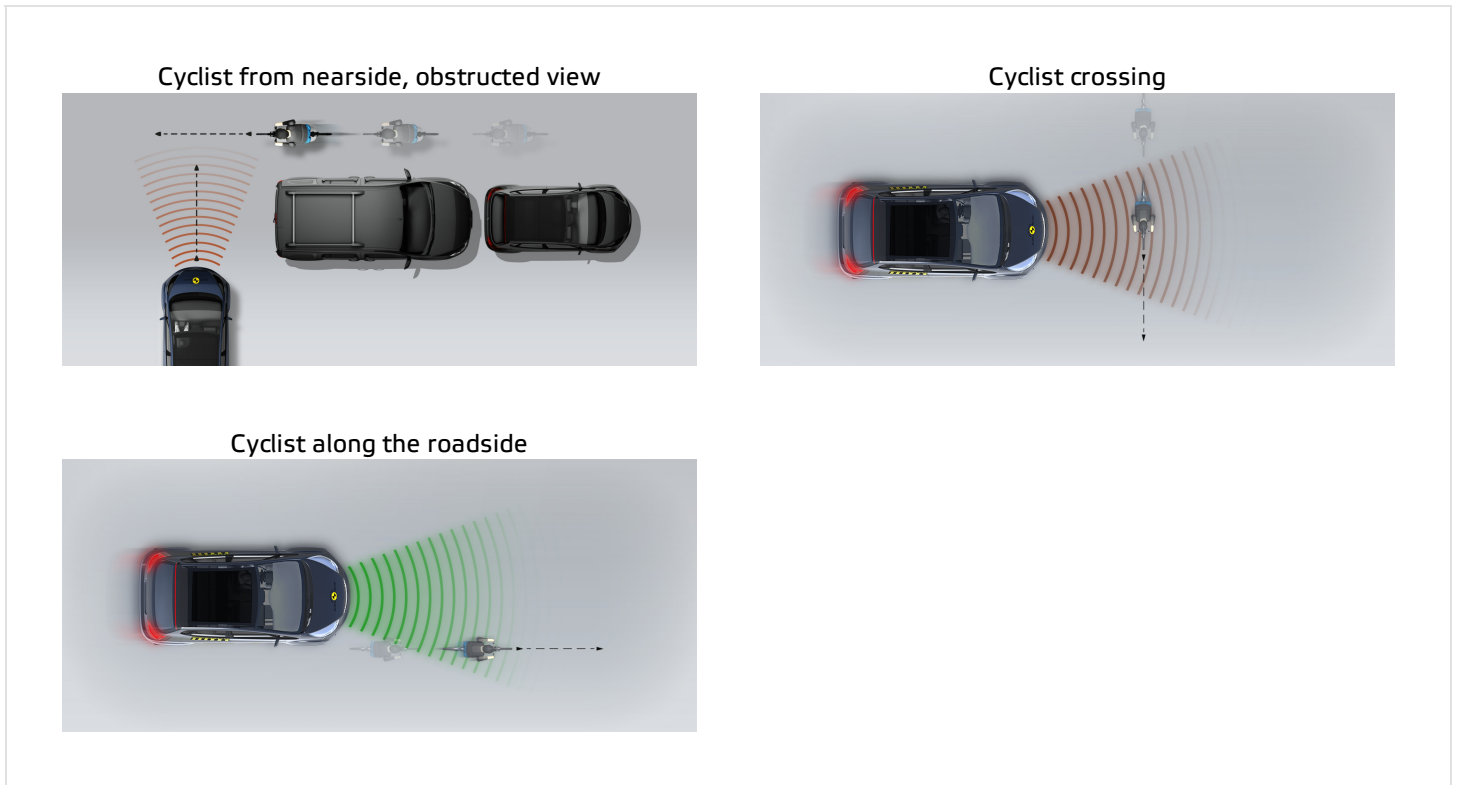 Cyclist from nearside, obstructed view
Cyclist crossing
Cyclist along the roadside